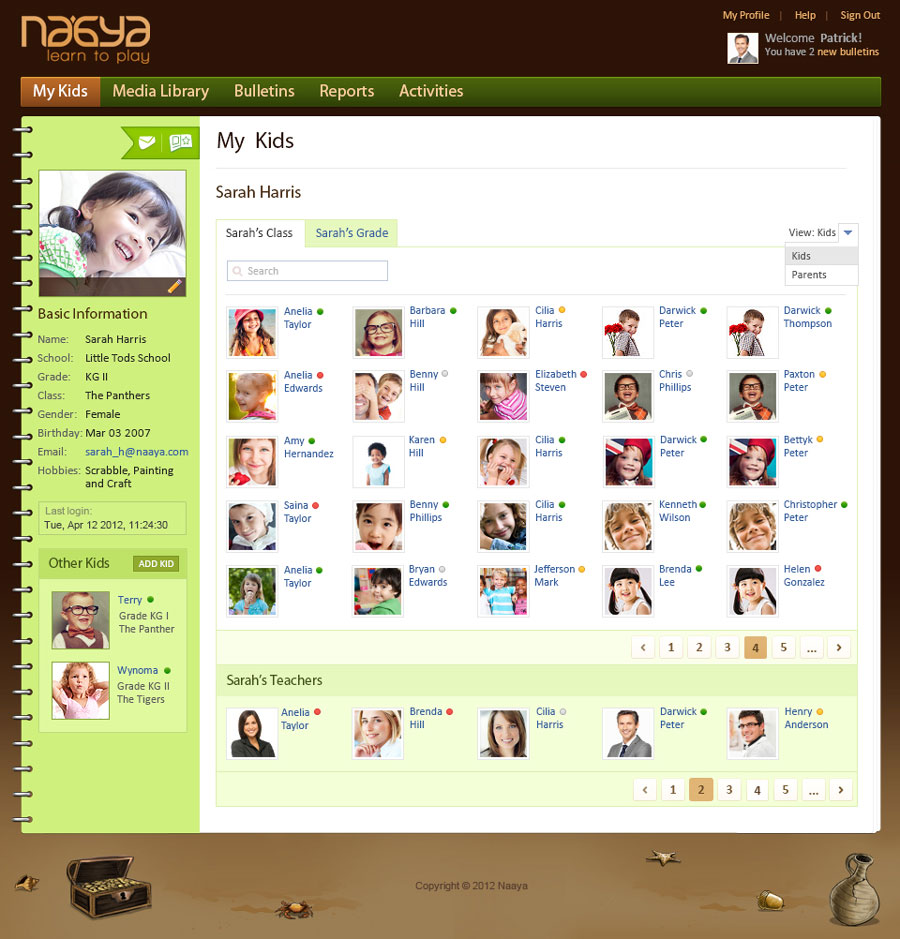 naaya
learn to play
My Profile | Help | Sign Out
Welcome Patrick!
You have 2 new bulletins
My Kids Media Library Bulletins Reports Activities
My Kids
Sarah Harris
Sarah's Class Sarah's Grade
View: Kids
Kids
Parents
Search
Basic Information
Name: Sarah Harris
School: Little Tods School
Grade: KG II
Class: The Panthers
Gender: Female
Birthday: Mar 03 2007
Email: sarah_h@naaya.com
Hobbies: Scrabble, Painting
and Craft
Last login:
Tue, Apr 12 2012, 11:24:30
Other Kids ADD KID
Terry
Grade KG I
The Panther
Wynoma
Grade KG II
The Tigers
Anelia Barbara Cilia Darwick Darwick
Taylor Hill Harris Peter Thompson
Anelia Benny Elizabeth Chris Paxton
Edwards Hill Steven Phillips Peter
Amy Karen Cilia Darwick Bettyk
Hernandez Hill Harris Peter Peter
Saina Benny Cilia Kenneth Christopher
Taylor Phillips Harris Wilson Peter
Anelia Bryan Jefferson Brenda Helen
Taylor Edwards Mark Lee Gonzalez
‹ 1 2 3 4 5 ... ›
Sarah's Teachers
Anelia Brenda Cilia Darwick Henry
Taylor Hill Harris Peter Anderson
‹ 1 2 3 4 5 ... ›
Copyright © 2012 Naaya